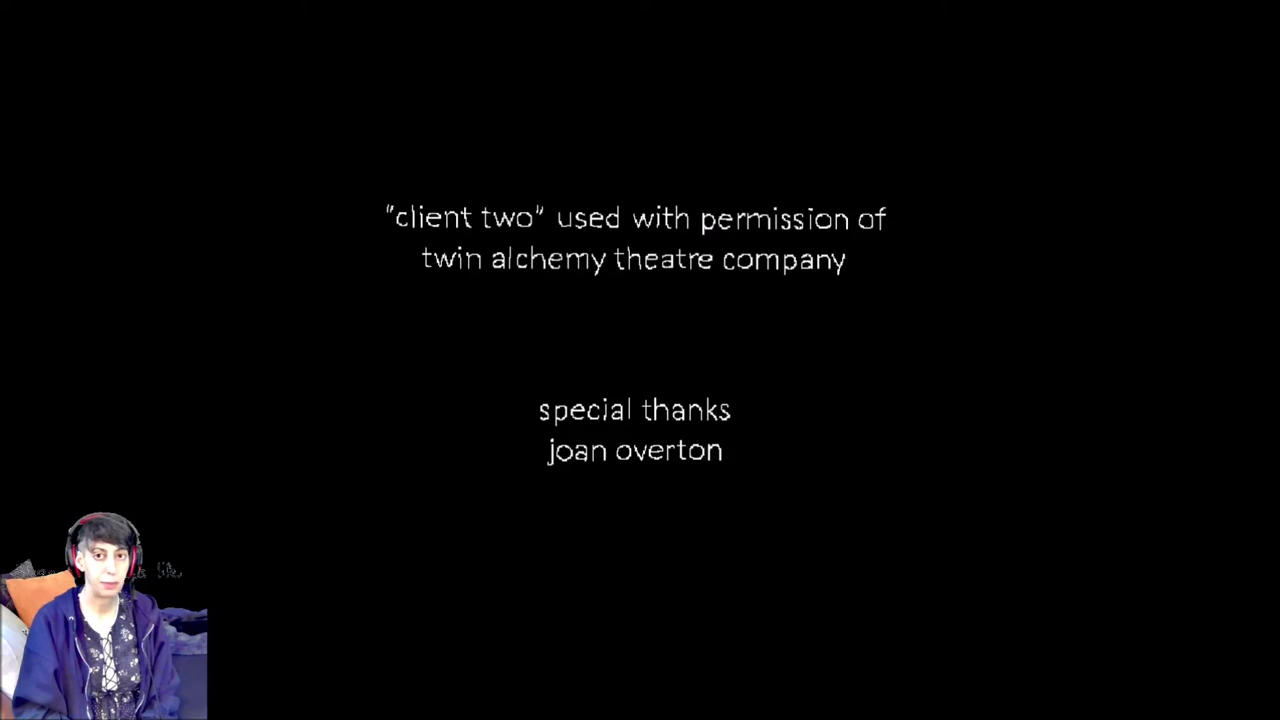 "client two" used with permission of
twin alchemy theatre company
special thanks
joan overton